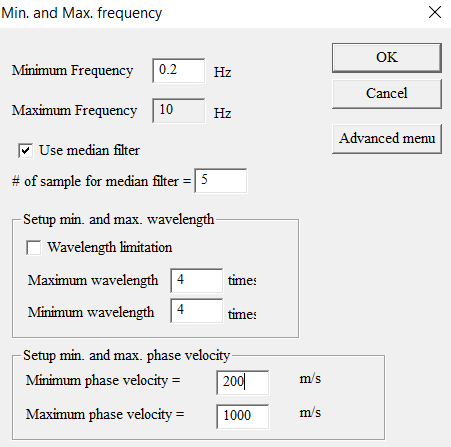 Min. and Max. frequency
OK
Minimum Frequency 0.2 Hz
Cancel
Maximum Frequency 10 Hz
Advanced menu
Use median filter
# of sample for median filter = 5
Setup min. and max. wavelength
Wavelength limitation
Maximum wavelength 4 times
Minimum wavelength 4 times
Setup min. and max. phase velocity
Minimum phase velocity = 200 m/s
Maximum phase velocity = 1000 m/s